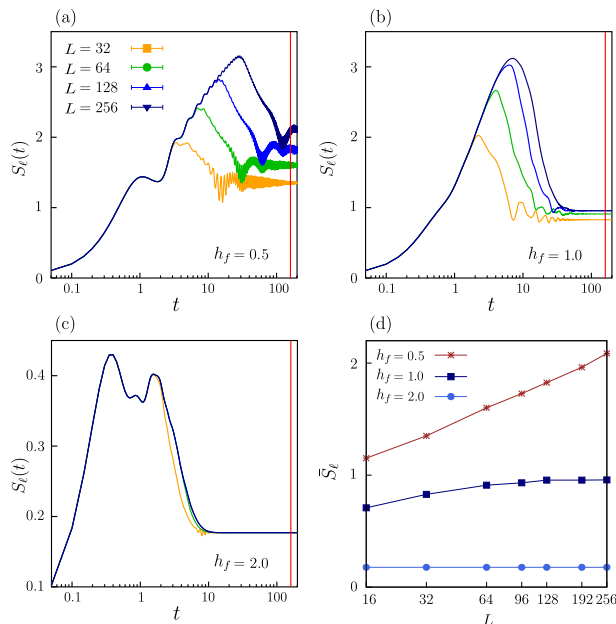 (a)
L = 32
L = 64
L = 128
L = 256
S_ℓ(t)
3
2
1
0
0.1
1
10
100
t
h_f = 0.5
(b)
S_ℓ(t)
3
2
1
0
0.1
1
10
100
t
h_f = 1.0
(c)
S_ℓ(t)
0.4
0.3
0.2
0.1
0.1
1
10
100
t
h_f = 2.0
(d)
h_f = 0.5
h_f = 1.0
h_f = 2.0
S̄_ℓ
2
1
0
16
32
64
96
128
192
256
L